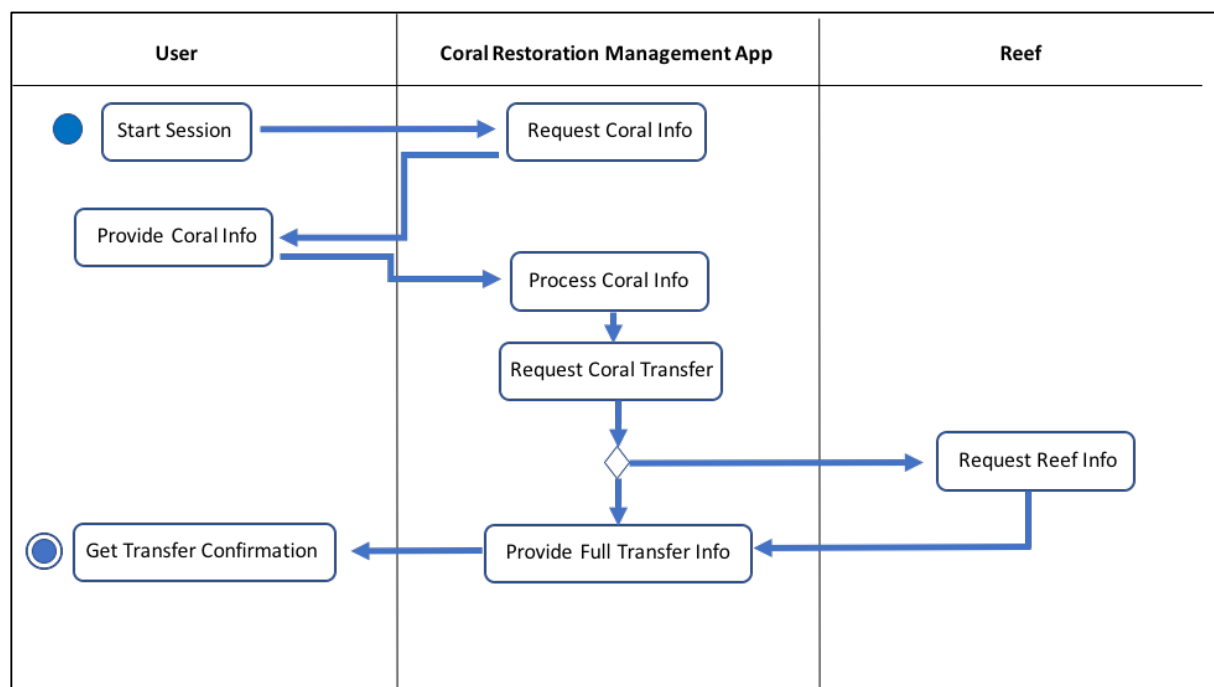 User
Coral Restoration Management App
Reef
Start Session
Request Coral Info
Provide Coral Info
Process Coral Info
Request Coral Transfer
Request Reef Info
Get Transfer Confirmation
Provide Full Transfer Info